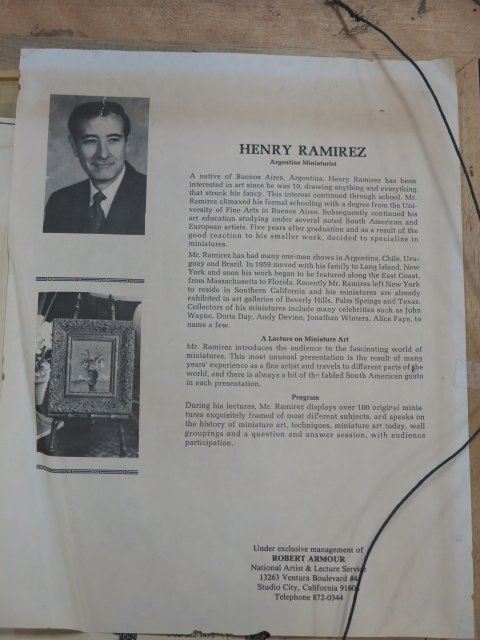 HENRY RAMIREZ
Argentine Miniaturist
A native of Buenos Aires, Argentina, Henry Ramirez has been
interested in art since he was 10, drawing anything and everything
that struck his fancy. This interest continued through school. Mr.
Ramirez climaxed his formal schooling with a degree from the Uni-
versity of Fine Arts in Buenos Aires. Subsequently continued his
art education studying under several noted South American and
European artists. Five years after graduation and as a result of the
good reaction to his smaller work, decided to specialize in
miniatures.
Mr. Ramirez has had many one-man shows in Argentina, Chile, Uru-
guay and Brazil. In 1959 moved with his family to Long Island, New
York and soon his work began to be featured along the East Coast,
from Massachusetts to Florida. Recently Mr. Ramirez left New York
to reside in Southern California and his miniatures are already
exhibited in art galleries of Beverly Hills, Palm Springs and Texas.
Collectors of his miniatures include many celebrities such as John
Wayne, Doris Day, Andy Devine, Jonathan Winters, Alice Faye, to
name a few.
A Lecture on Miniature Art
Mr. Ramirez introduces the audience to the fascinating world of
miniatures. This most unusual presentation is the result of many
years' experience as a fine artist and travels to different parts of the
world, and there is always a bit of the fabled South American gusto
in each presentation.
Program
During his lectures, Mr. Ramirez displays over 100 original minia-
tures exquisitely framed of most different subjects, and speaks on
the history of miniature art, techniques, miniature art today, wall
groupings and a question and answer session, with audience
participation.
Under exclusive management of
ROBERT ARMOUR
National Artist & Lecture Service
13263 Ventura Boulevard #4
Studio City, California
Telephone 872-0344